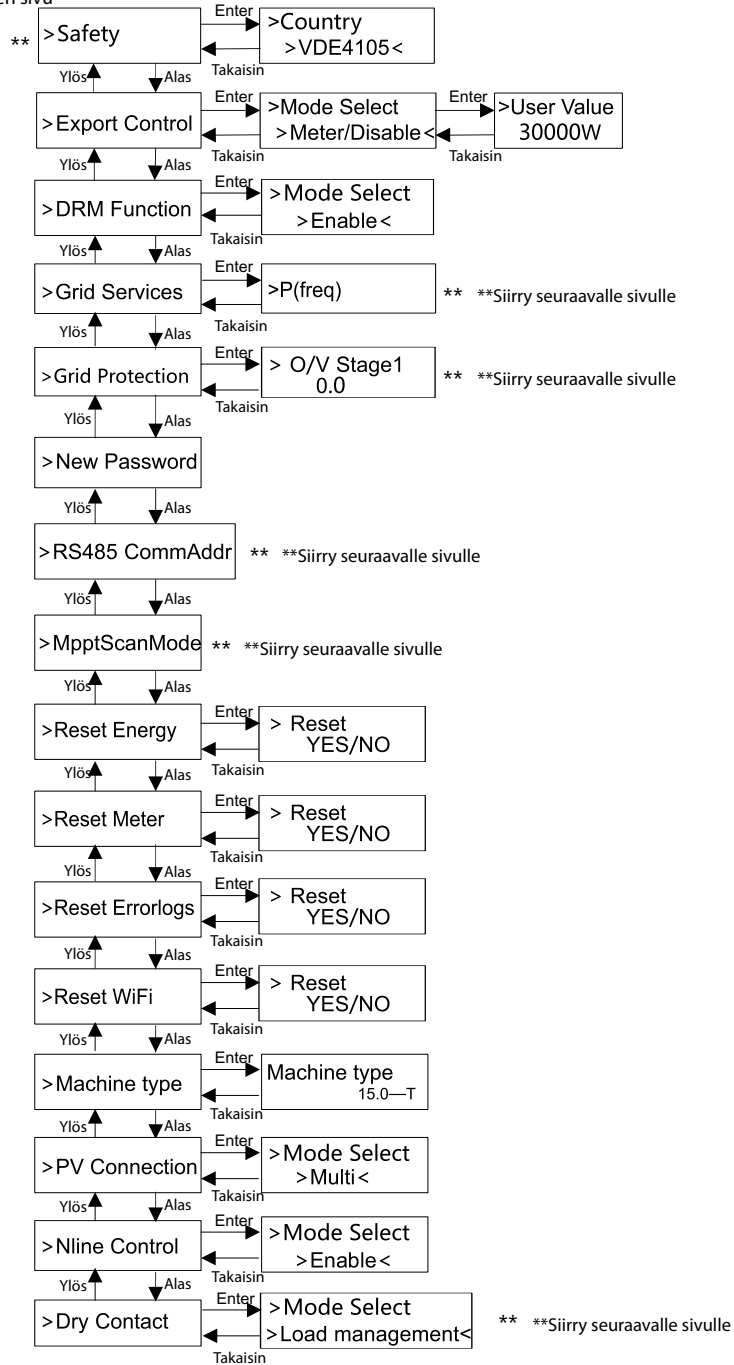 **
>Safety
Enter
Takaisin
>Country
>VDE4105<
Ylös
Alas
>Export Control
Enter
Takaisin
>Mode Select
>Meter/Disable<
Enter
Takaisin
>User Value
30000W
Ylös
Alas
>DRM Function
Enter
Takaisin
>Mode Select
>Enable<
Ylös
Alas
>Grid Services
Enter
Takaisin
>P(freq)
** **Siirry seuraavalle sivulle
Ylös
Alas
>Grid Protection
Enter
Takaisin
> O/V Stage1
0.0
** **Siirry seuraavalle sivulle
Ylös
Alas
>New Password
Ylös
Alas
>RS485 CommAddr
** **Siirry seuraavalle sivulle
Ylös
Alas
>MpptScanMode
** **Siirry seuraavalle sivulle
Ylös
Alas
>Reset Energy
Enter
Takaisin
> Reset
YES/NO
Ylös
Alas
>Reset Meter
Enter
Takaisin
> Reset
YES/NO
Ylös
Alas
>Reset Errorlogs
Enter
Takaisin
> Reset
YES/NO
Ylös
Alas
>Reset WiFi
Enter
Takaisin
> Reset
YES/NO
Ylös
Alas
>Machine type
Enter
Takaisin
Machine type
15.0—T
Ylös
Alas
>PV Connection
Enter
Takaisin
>Mode Select
>Multi<
Ylös
Alas
>Nline Control
Enter
Takaisin
>Mode Select
>Enable<
Ylös
Alas
>Dry Contact
Enter
Takaisin
>Mode Select
>Load management<
** **Siirry seuraavalle sivulle